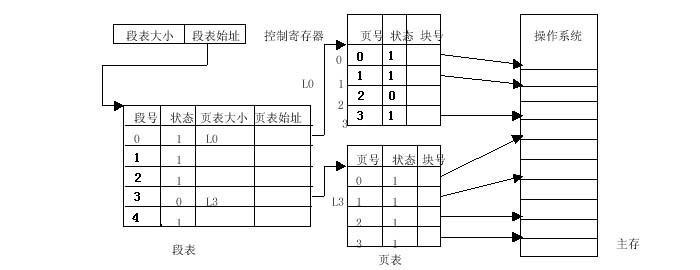 段表大小 段表始址 控制寄存器
页号 状态 块号
操作系统
0 0 1
1 1 1
2 2 0
3 3 1
L0
段号 状态 页表大小 页表始址
0 1 L0
1 1
2 1
3 0 L3
4 1
L3
页号 状态 块号
0 1
1 1
2 1
3 1
段表
页表
主存